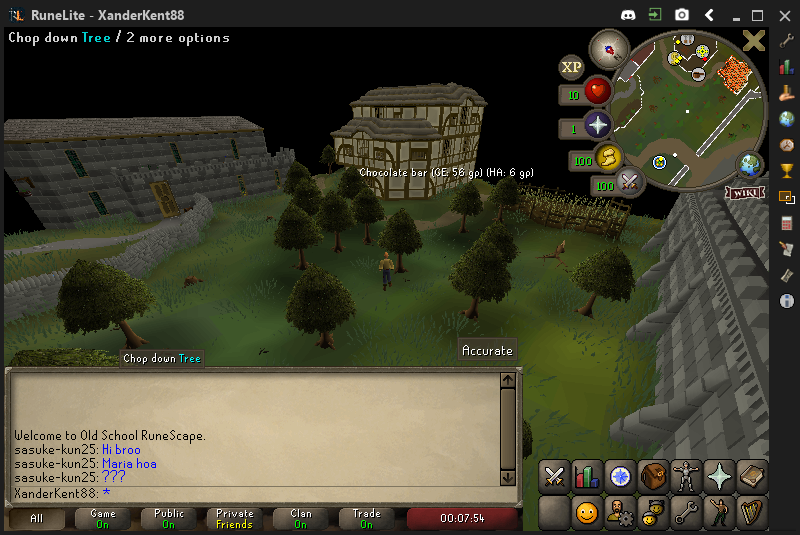 RuneLite - XanderKent88
Chop down Tree / 2 more options
XP
10
1
100
100
WIKI
Chocolate bar (GE: 56 gp) (HA: 6 gp)
Chop down Tree
Accurate
Welcome to Old School RuneScape.
sasuke-kun25: Hi broo
sasuke-kun25: Maria hoa
sasuke-kun25: ???
XanderKent88: *
All
Game
On
Public
On
Private
Friends
Clan
On
Trade
On
00:07:54